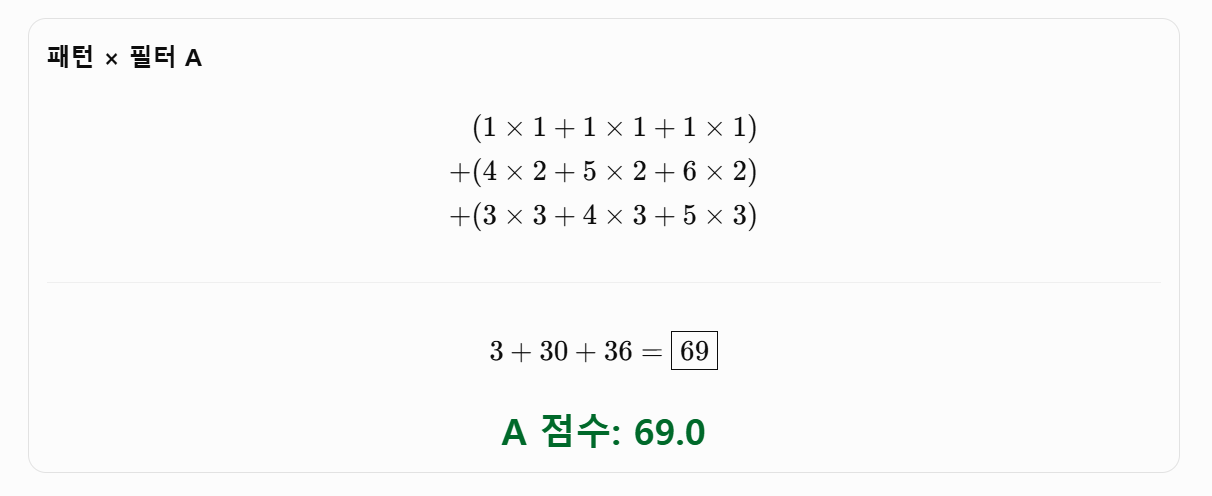 패턴 × 필터 A
(1 × 1 + 1 × 1 + 1 × 1)
+(4 × 2 + 5 × 2 + 6 × 2)
+(3 × 3 + 4 × 3 + 5 × 3)
3 + 30 + 36 = 69
A 점수: 69.0